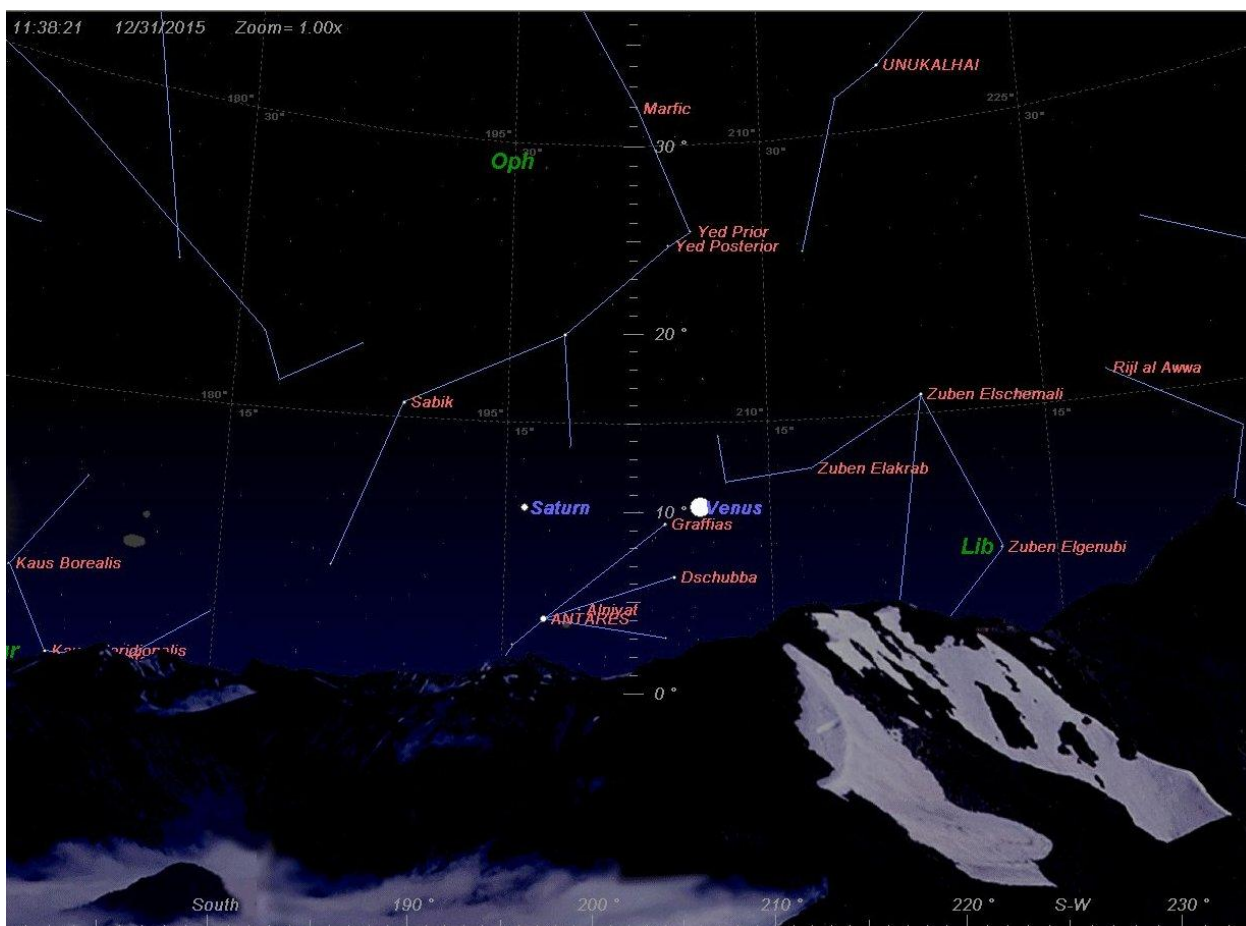 11:38:21 12/31/2015 Zoom= 1.00x
UNUKALHAI
180°
30°
Marfic
225°
30°
195°
30°
210°
30°
30 °
Oph
Yed Prior
Yed Posterior
20 °
Rijl al Awwa
180°
15°
Sabik
195°
15°
210°
15°
Zuben Elschemali
15°
Zuben Elakrab
Saturn
10 °
Venus
Graffias
Lib
Zuben Elgenubi
Kaus Borealis
Dschubba
Alniyat
ANTARES
0 °
South 190 ° 200 ° 210 ° 220 ° S-W 230 °